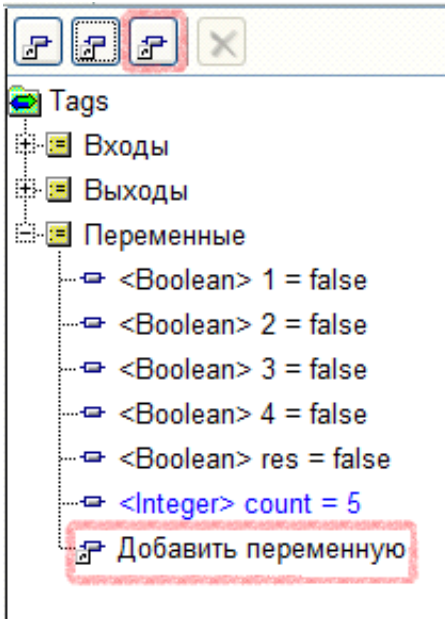 Tags
Входы
Выходы
Переменные
<Boolean> 1 = false
<Boolean> 2 = false
<Boolean> 3 = false
<Boolean> 4 = false
<Boolean> res = false
<Integer> count = 5
Добавить переменную